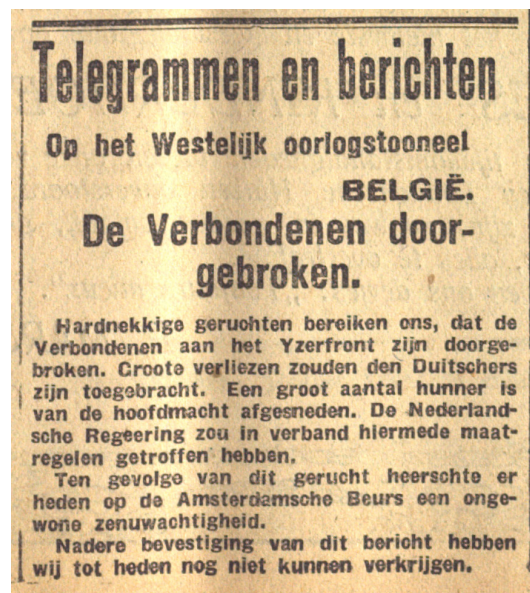 Telegrammen en berichten
Op het Westelijk oorlogstooneel
BELGIË.
De Verbondenen door-
gebroken.
Hardnekkige geruchten bereiken ons, dat de
Verbondenen aan het Yzerfront zijn doorge-
broken. Groote verliezen zouden den Duitschers
zijn toegebracht. Een groot aantal hunner is
van de hoofdmacht afgesneden. De Nederland-
sche Regeering zou in verband hiermede maat-
regelen getroffen hebben.
Ten gevolge van dit gerucht heerschte er
heden op de Amsterdamsche Beurs een onge-
wone zenuwachtigheid.
Nadere bevestiging van dit bericht hebben
wij tot heden nog niet kunnen verkrijgen.